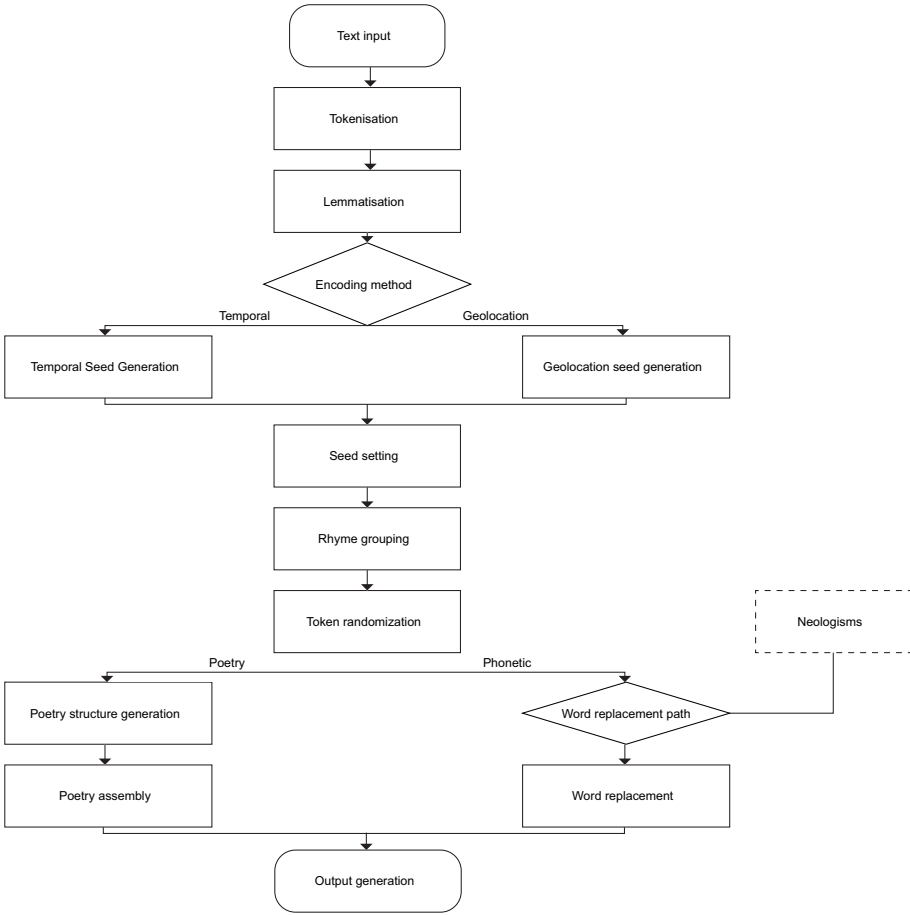 Text input
Tokenisation
Lemmatisation
Encoding method
Temporal
Geolocation
Temporal Seed Generation
Geolocation seed generation
Seed setting
Rhyme grouping
Token randomization
Neologisms
Poetry
Phonetic
Poetry structure generation
Word replacement path
Poetry assembly
Word replacement
Output generation